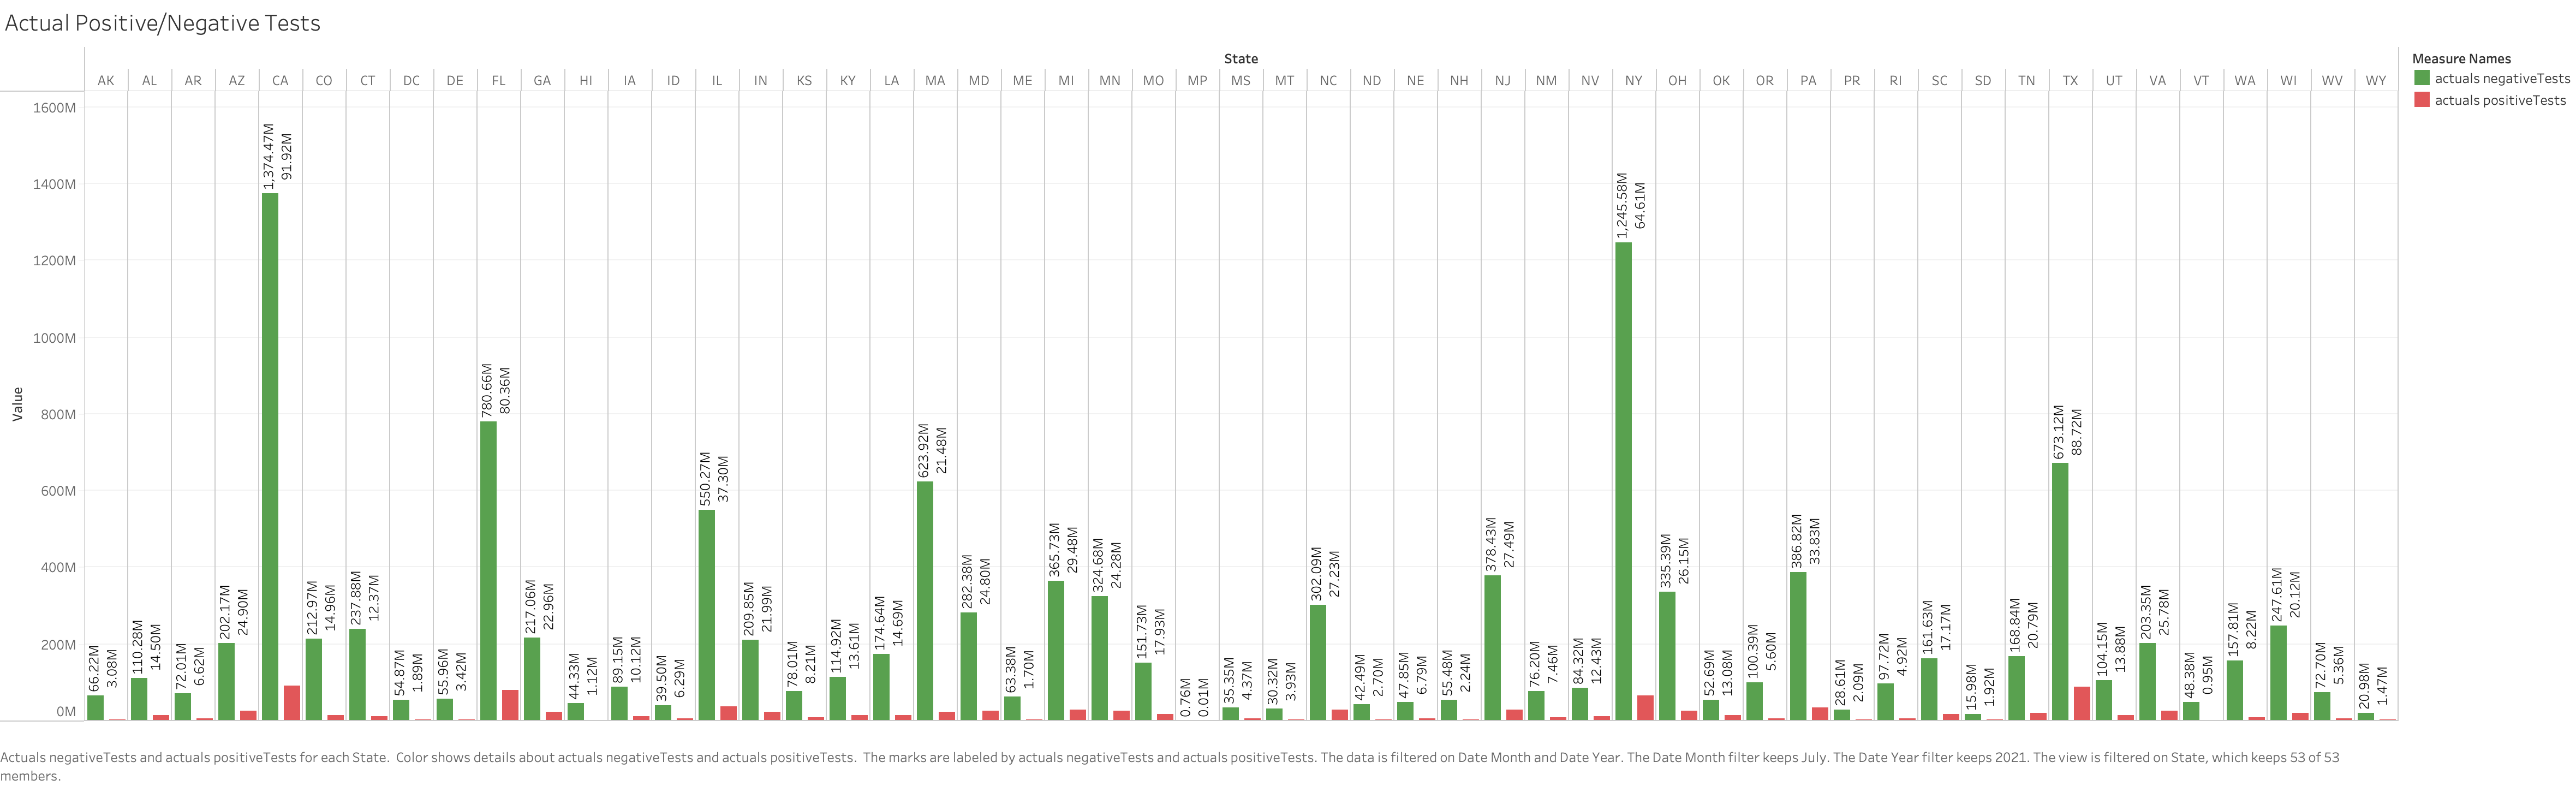 Actual Positive/Negative Tests
State
AK AL AR AZ CA CO CT DC DE FL GA HI IA ID IL IN KS KY LA MA MD ME MI MN MO MP MS MT NC ND NE NH NJ NM NV NY OH OK OR PA PR RI SC SD TN TX UT VA VT WA WI WV WY
Measure Names
actuals negativeTests
actuals positiveTests
Value
1600M
1400M
1200M
1000M
800M
600M
400M
200M
0M
66.22M
3.08M
110.28M
14.50M
72.01M
6.62M
202.17M
24.90M
1,374.47M
91.92M
212.97M
14.96M
237.88M
12.37M
54.87M
1.89M
55.96M
3.42M
780.66M
80.36M
217.06M
22.96M
44.33M
1.12M
89.15M
10.12M
39.50M
6.29M
550.27M
37.30M
209.85M
21.99M
78.01M
8.21M
114.92M
13.61M
174.64M
14.69M
623.92M
21.48M
282.38M
24.80M
63.38M
1.70M
365.73M
29.48M
324.68M
24.28M
151.73M
17.93M
0.76M
0.01M
35.35M
4.37M
30.32M
3.93M
302.09M
27.23M
42.49M
2.70M
47.85M
6.79M
55.48M
2.24M
378.43M
27.49M
76.20M
7.46M
84.32M
12.43M
1,245.58M
64.61M
335.39M
26.15M
52.69M
13.08M
100.39M
5.60M
386.82M
33.83M
28.61M
2.09M
97.72M
4.92M
161.63M
17.17M
15.98M
1.92M
168.84M
20.79M
673.12M
88.72M
104.15M
13.88M
203.35M
25.78M
48.38M
0.95M
157.81M
8.22M
247.61M
20.12M
72.70M
5.36M
20.98M
1.47M
Actuals negativeTests and actuals positiveTests for each State.  Color shows details about actuals negativeTests and actuals positiveTests.  The marks are labeled by actuals negativeTests and actuals positiveTests. The data is filtered on Date Month and Date Year. The Date Month filter keeps July. The Date Year filter keeps 2021. The view is filtered on State, which keeps 53 of 53
members.